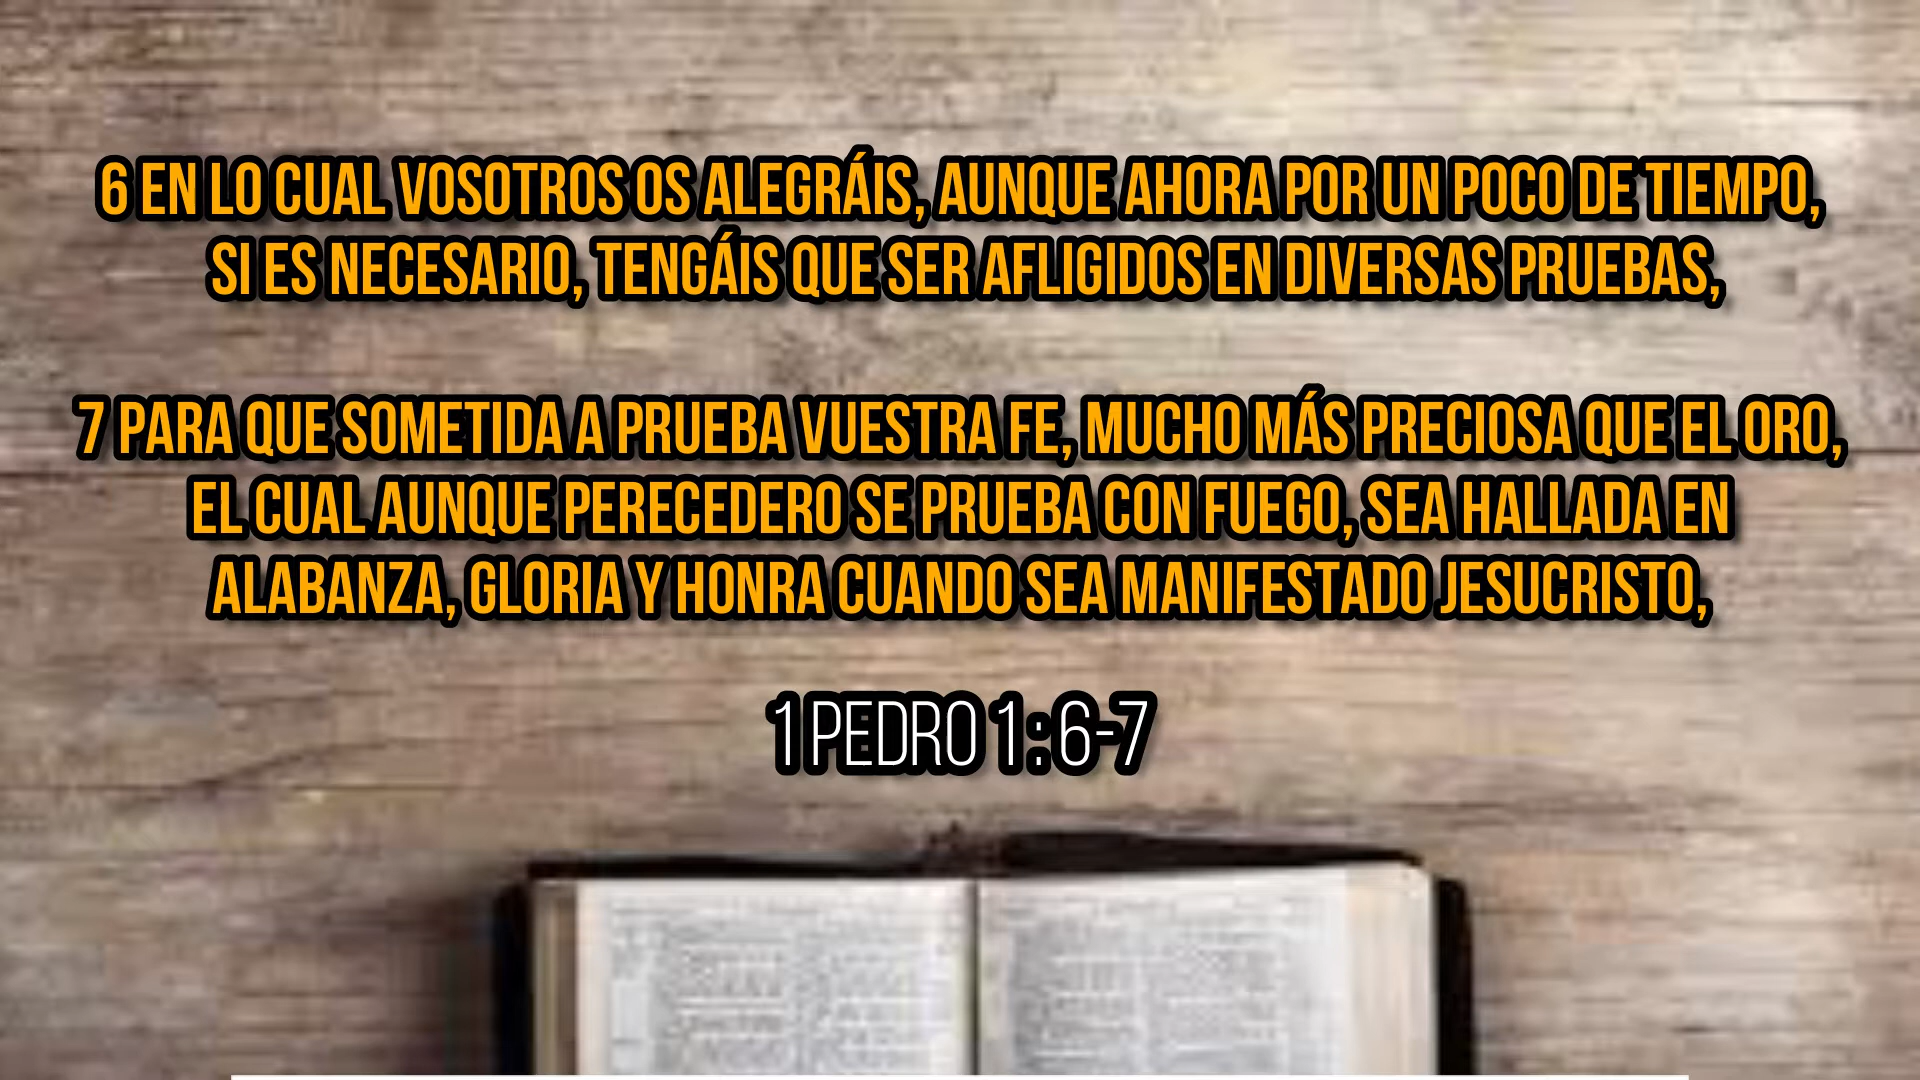 6 EN LO CUAL VOSOTROS OS ALEGRÁIS, AUNQUE AHORA POR UN POCO DE TIEMPO,
SI ES NECESARIO, TENGÁIS QUE SER AFLIGIDOS EN DIVERSAS PRUEBAS,
7 PARA QUE SOMETIDA A PRUEBA VUESTRA FE, MUCHO MÁS PRECIOSA QUE EL ORO,
EL CUAL AUNQUE PERECEDERO SE PRUEBA CON FUEGO, SEA HALLADA EN
ALABANZA, GLORIA Y HONRA CUANDO SEA MANIFESTADO JESUCRISTO,
1 PEDRO 1:6-7